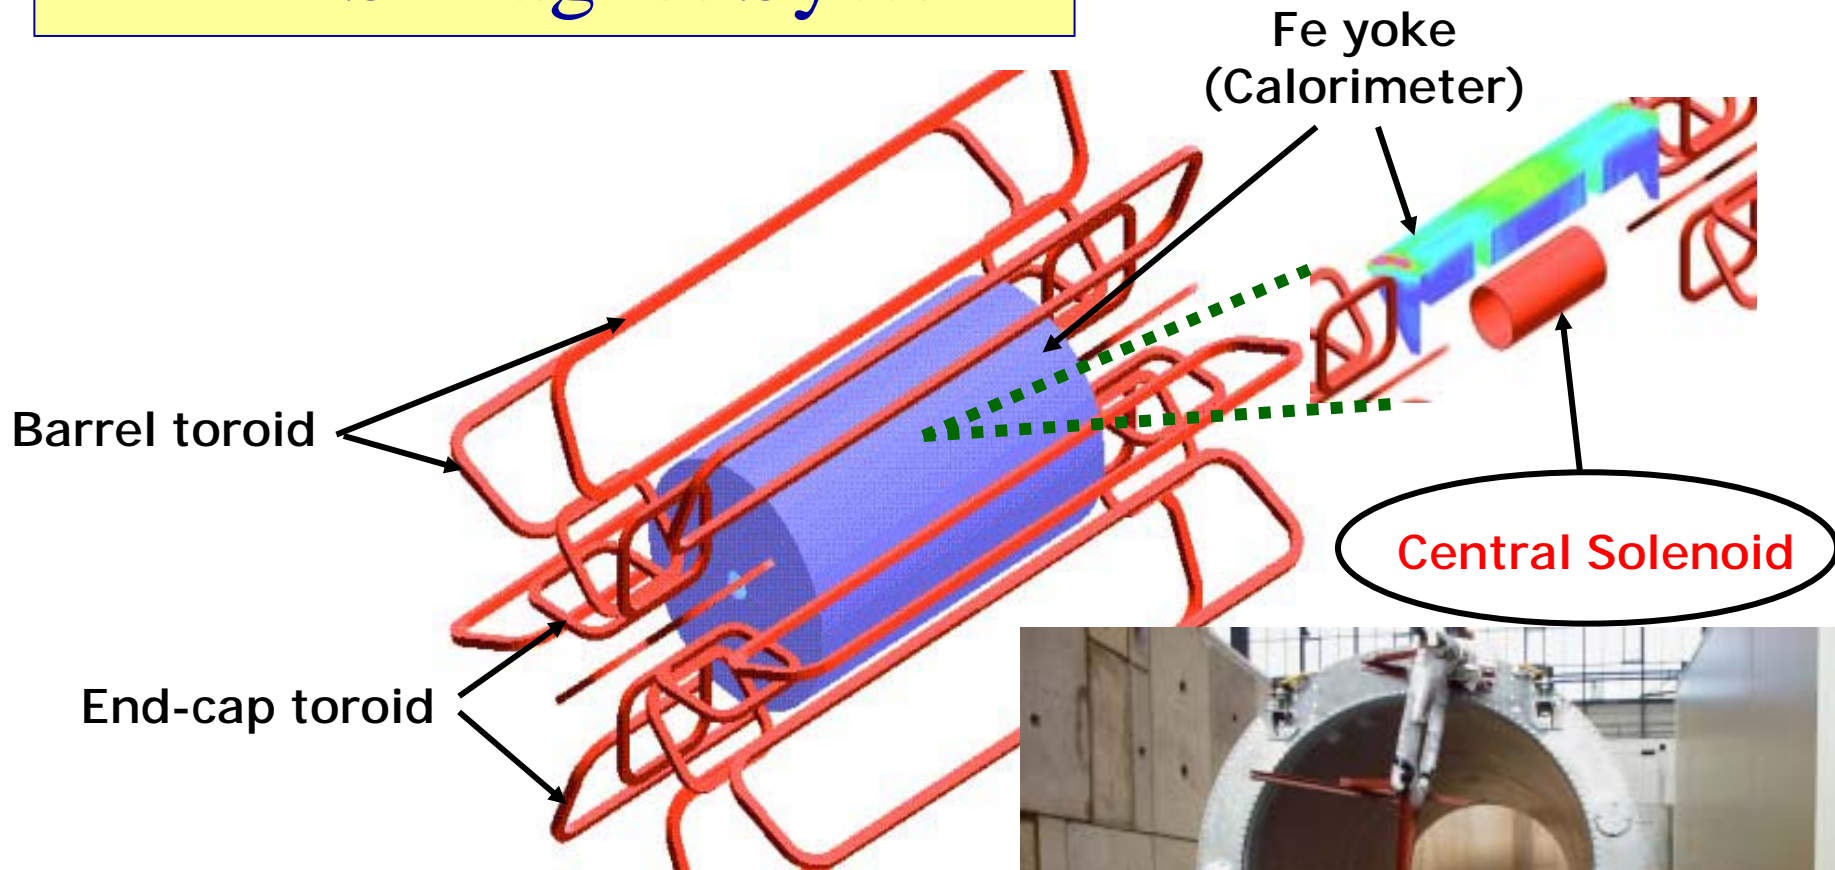 Fe yoke
(Calorimeter)
Barrel toroid
Central Solenoid
End-cap toroid